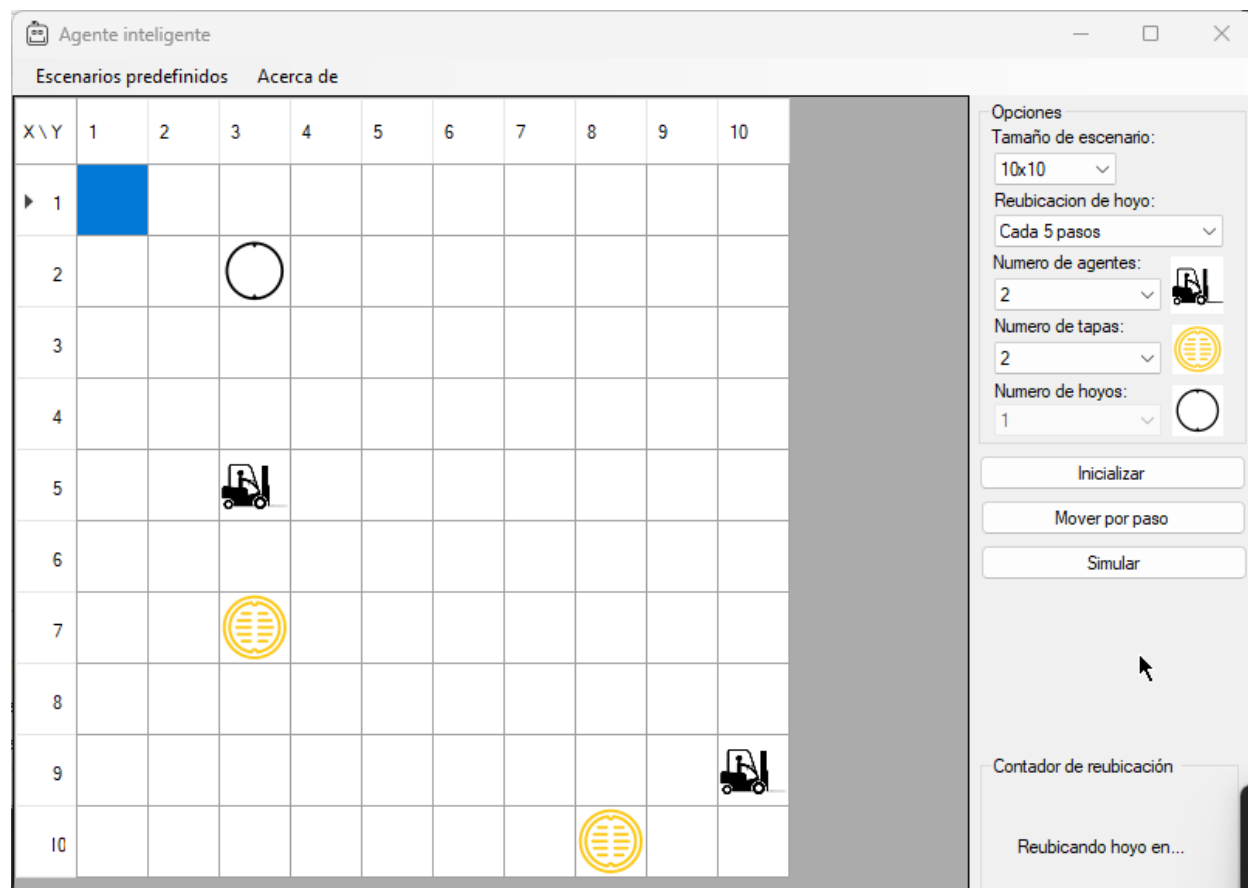 Agente inteligente
Escenarios predefinidos Acerca de
X \ Y 1 2 3 4 5 6 7 8 9 10
1
2
3
4
5
6
7
8
9
10
Opciones
Tamaño de escenario:
10x10
Reubicacion de hoyo:
Cada 5 pasos
Numero de agentes:
2
Numero de tapas:
2
Numero de hoyos:
1
Inicializar
Mover por paso
Simular
Contador de reubicación
Reubicando hoyo en...